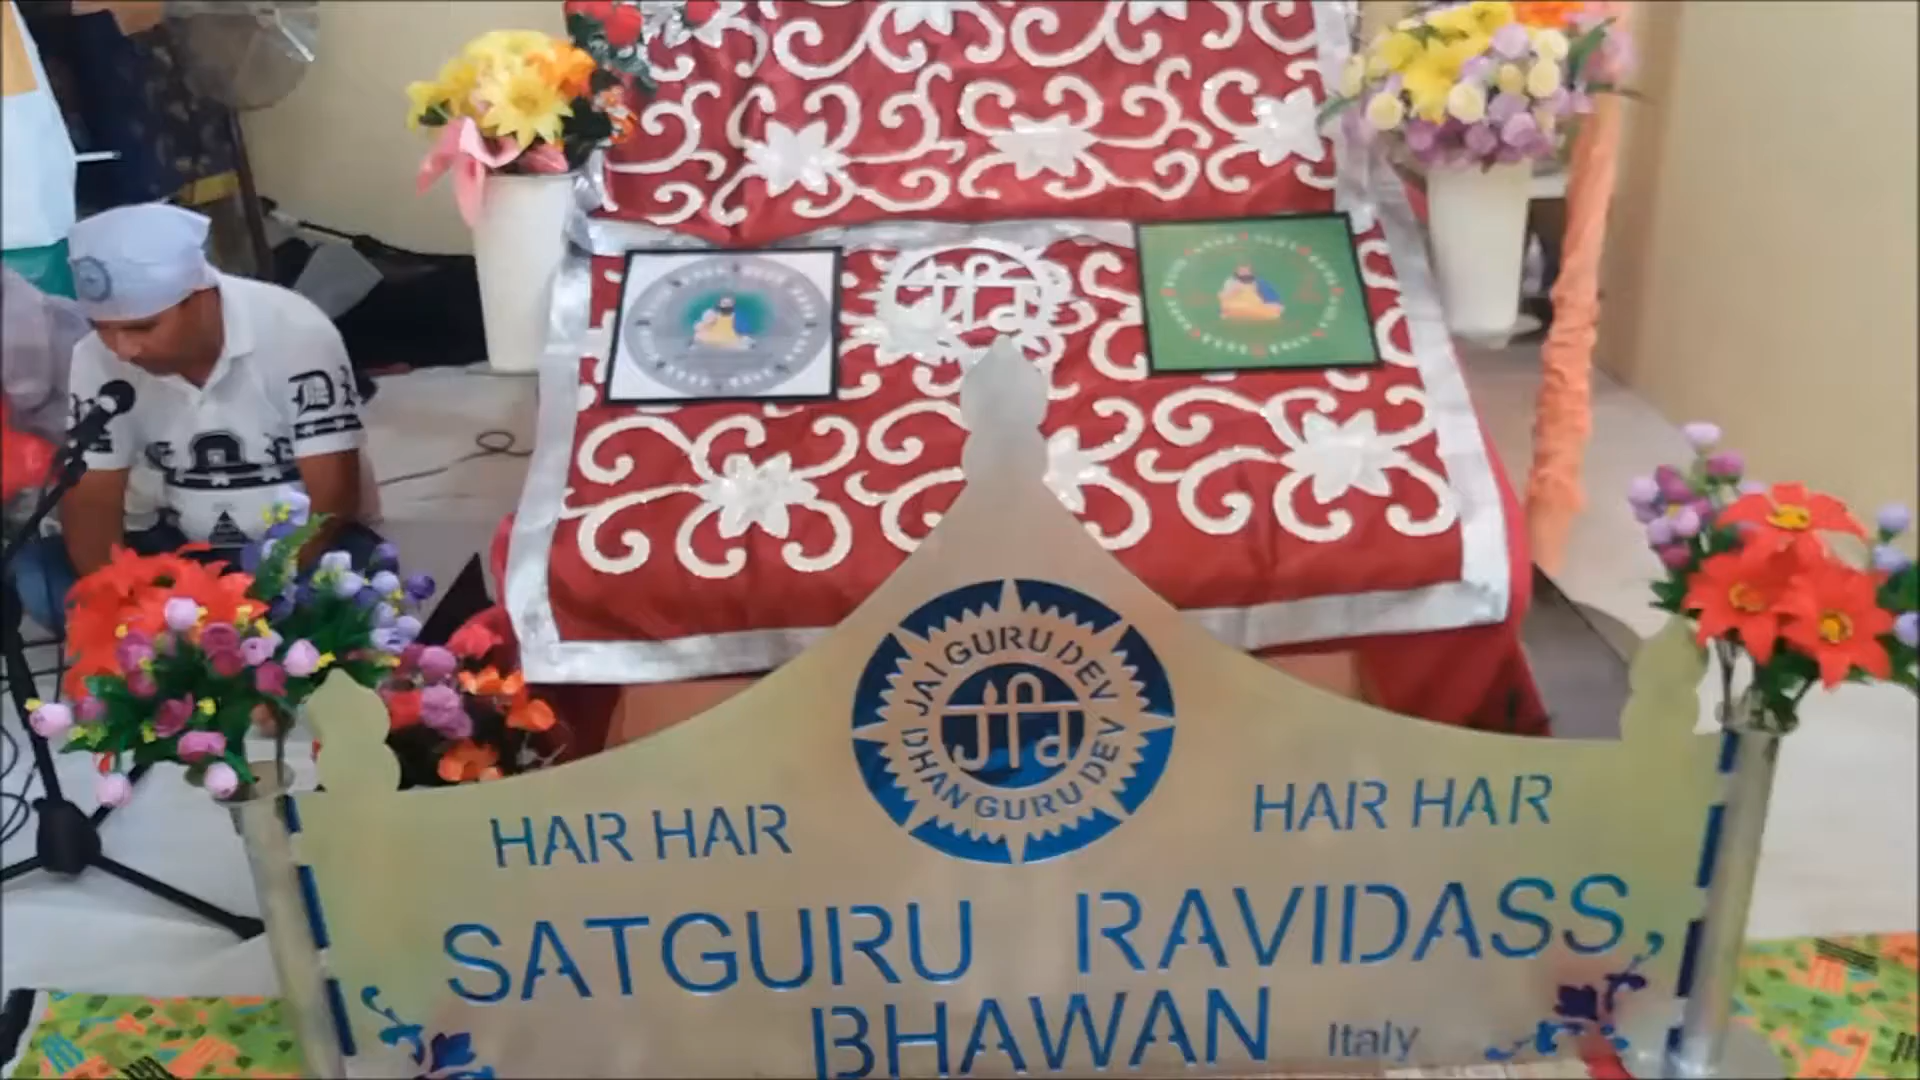 JAI GURU DEV
DHAN GURU DEV
HAR HAR HAR HAR
SATGURU RAVIDASS
BHAWAN Italy